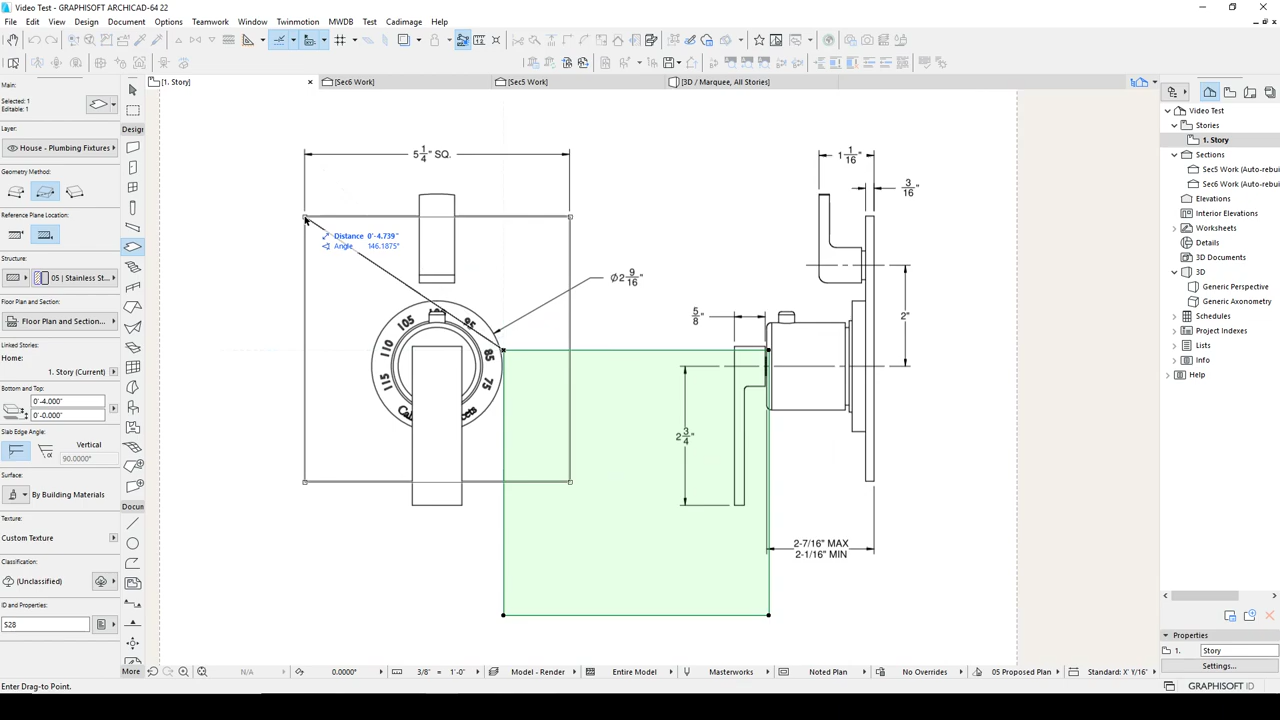 Video Test - GRAPHISOFT ARCHICAD-64 22
File Edit View Design Document Options Teamwork Window Twinmotion MWDB Test Cadimage Help
Main:
Selected: 1
Editable: 1
Layer:
House - Plumbing Fixtures
Geometry Method:
Reference Plane Location:
Structure:
05 | Stainless St...
Floor Plan and Section:
Floor Plan and Section...
Linked Stories:
Home:
1. Story (Current)
Bottom and Top:
0'-4.000"
0'-0.000"
Slab Edge Angle:
Vertical
90.0000°
Surface:
By Building Materials
Texture:
Custom Texture
Classification:
(Unclassified)
ID and Properties:
S28
Design
Docum
More
[1. Story]
[Sec6 Work]
[Sec5 Work]
[3D / Marquee, All Stories]
5 1/4" SQ.
1 1/16"
3/16"
Distance 0'-4.739"
Angle 146.1875°
Ø2 9/16"
5/8"
2"
105
95
110
85
115
75
2 3/4"
2-7/16" MAX
2-1/16" MIN
Video Test
Stories
1. Story
Sections
Sec5 Work (Auto-rebui
Sec6 Work (Auto-rebui
Elevations
Interior Elevations
Worksheets
Details
3D Documents
3D
Generic Perspective
Generic Axonometry
Schedules
Project Indexes
Lists
Info
Help
Properties
1. Story
Settings...
N/A 0.0000° 3/8" = 1'-0" Model - Render Entire Model Masterworks Noted Plan No Overrides 05 Proposed Plan Standard: X' Y/16"
Enter Drag-to Point.
GRAPHISOFT ID